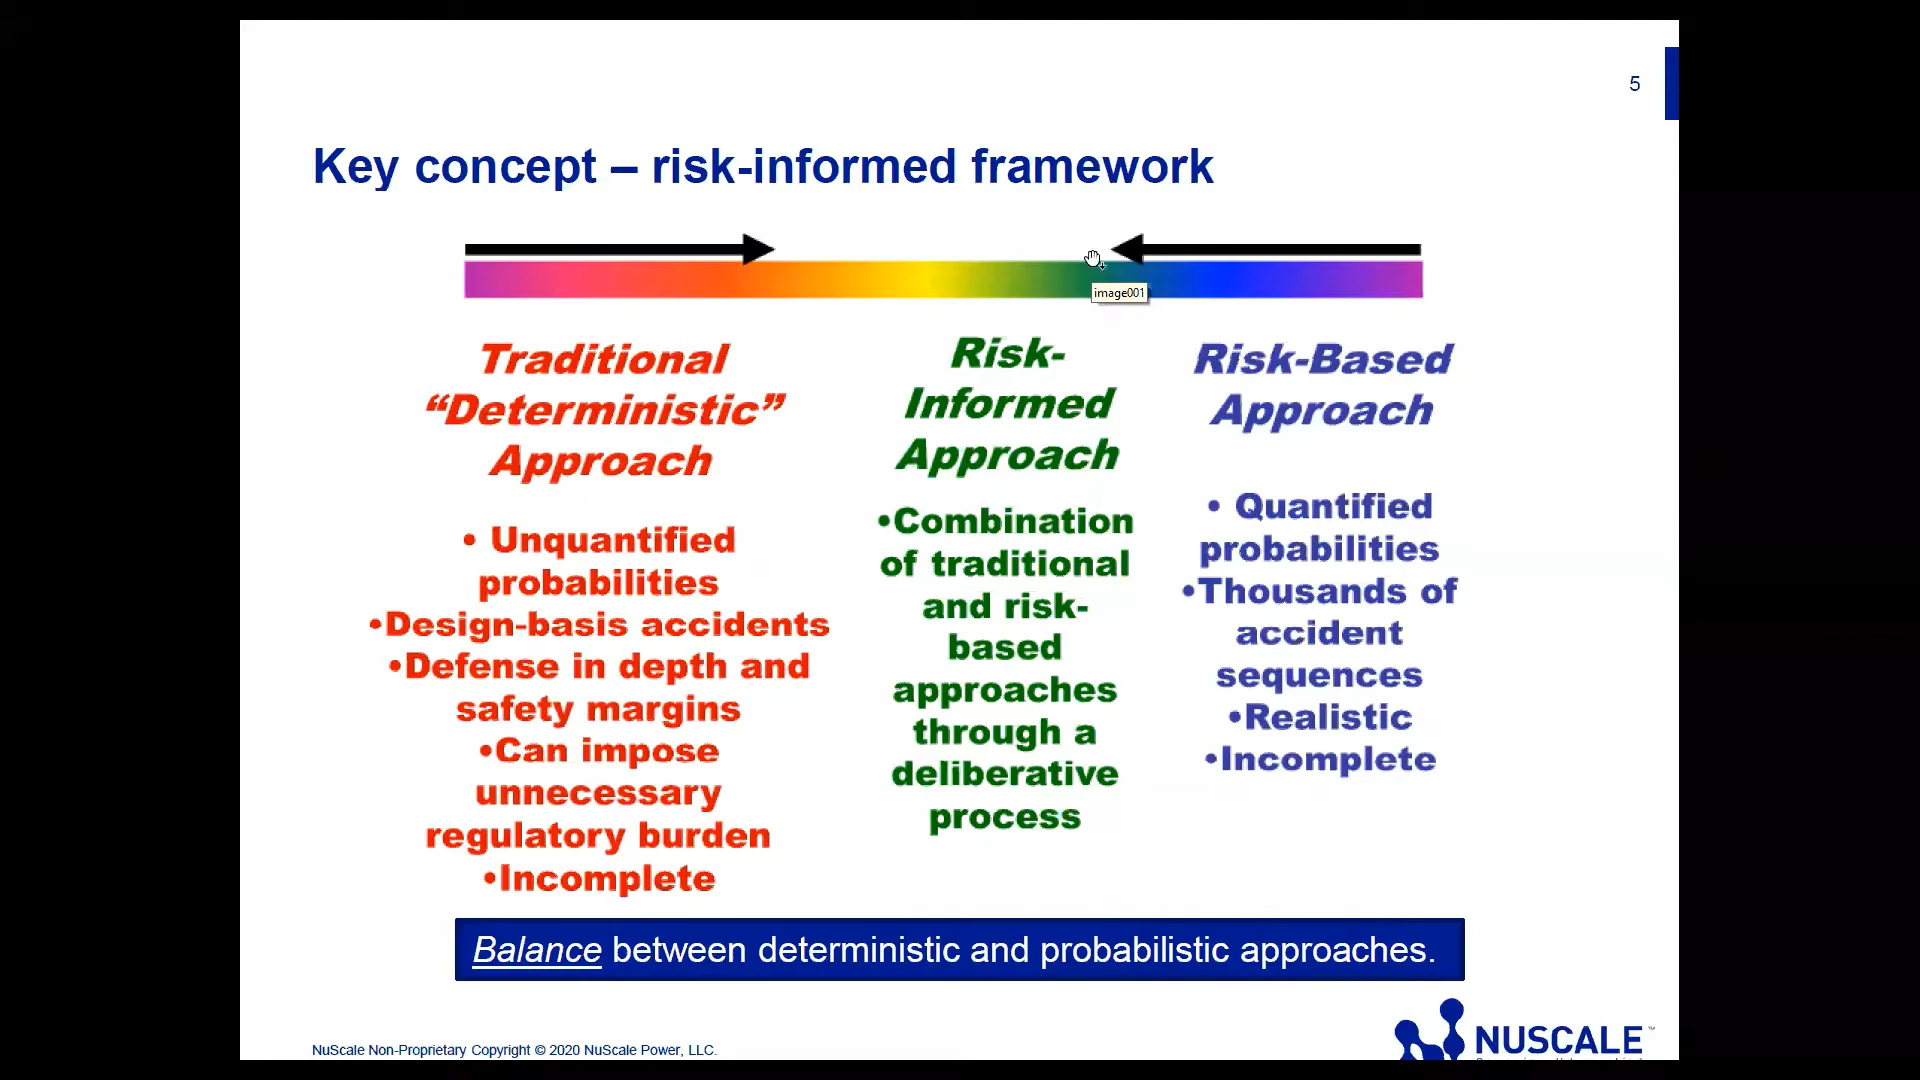 5
Key concept – risk-informed framework
image001
Traditional
“Deterministic”
Approach
• Unquantified
probabilities
•Design-basis accidents
•Defense in depth and
safety margins
•Can impose
unnecessary
regulatory burden
•Incomplete
Risk-
Informed
Approach
•Combination
of traditional
and risk-
based
approaches
through a
deliberative
process
Risk-Based
Approach
• Quantified
probabilities
•Thousands of
accident
sequences
•Realistic
•Incomplete
Balance between deterministic and probabilistic approaches.
NuScale Non-Proprietary Copyright © 2020 NuScale Power, LLC.
NUSCALE™